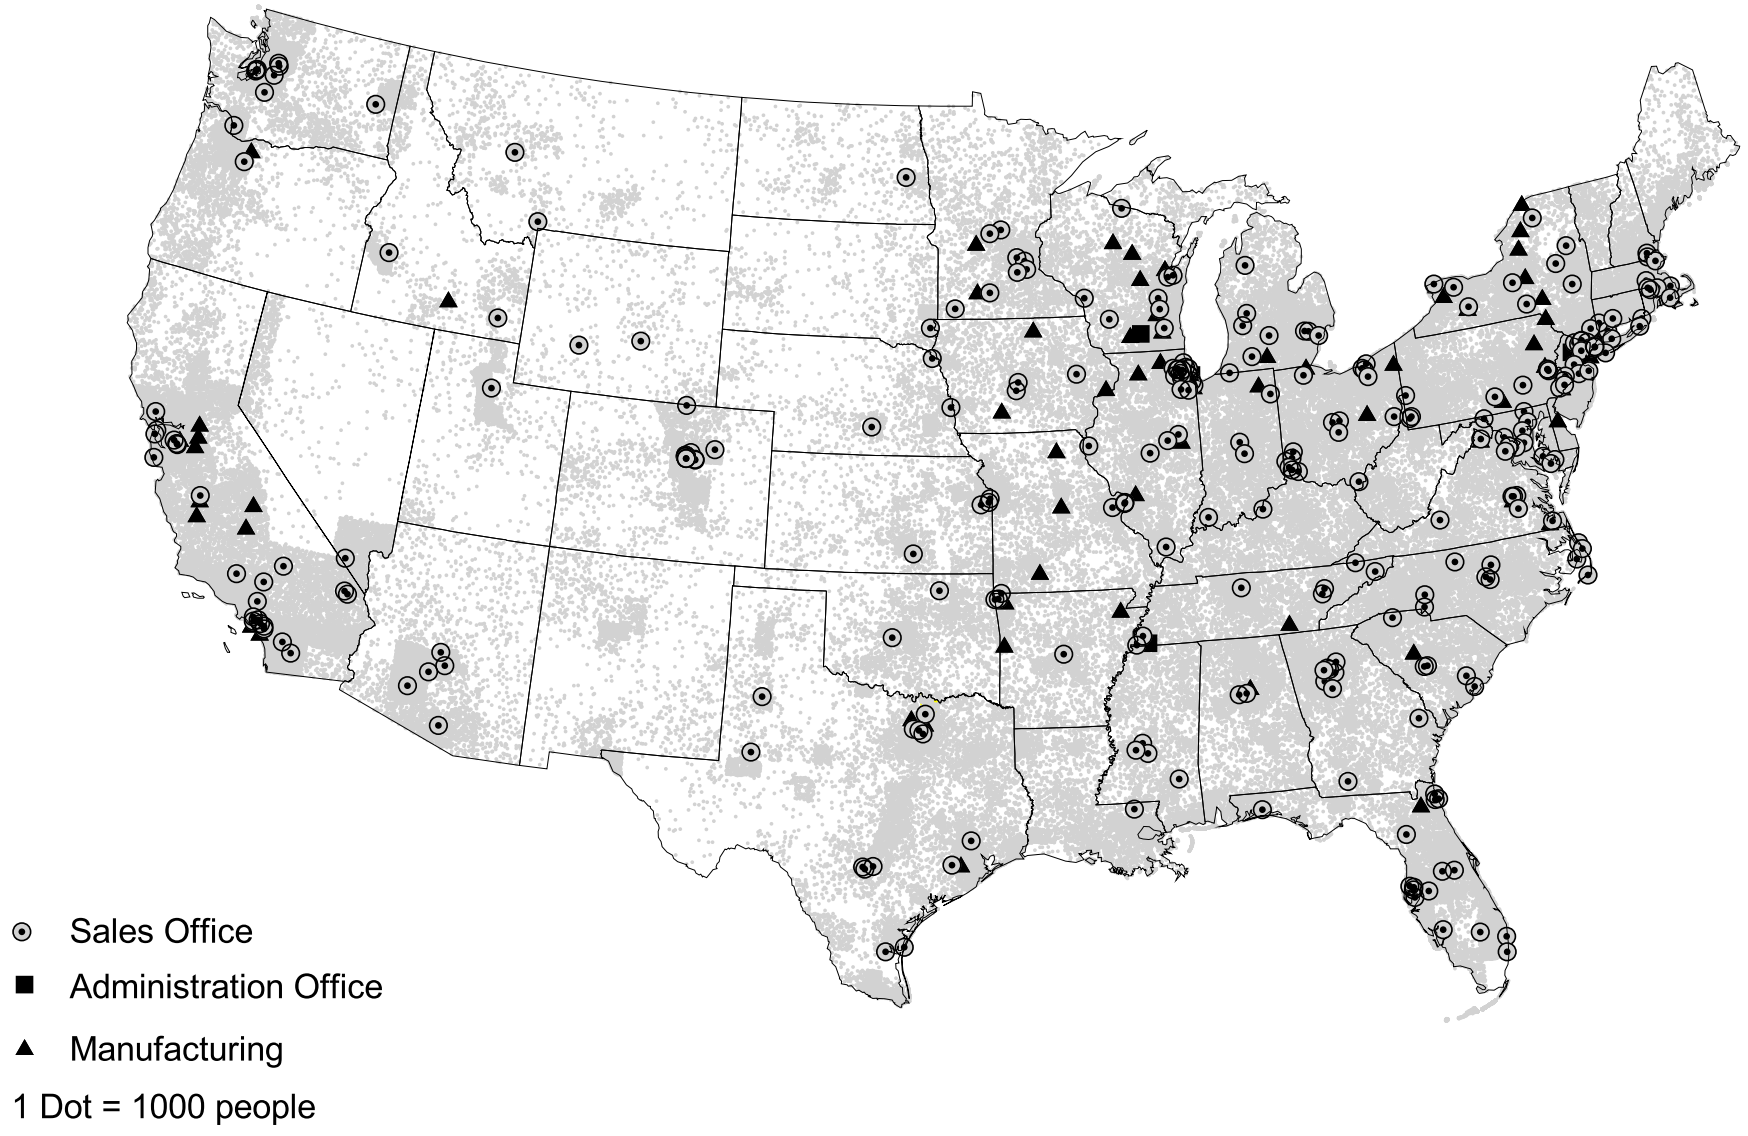 Sales Office
Administration Office
Manufacturing
1 Dot = 1000 people